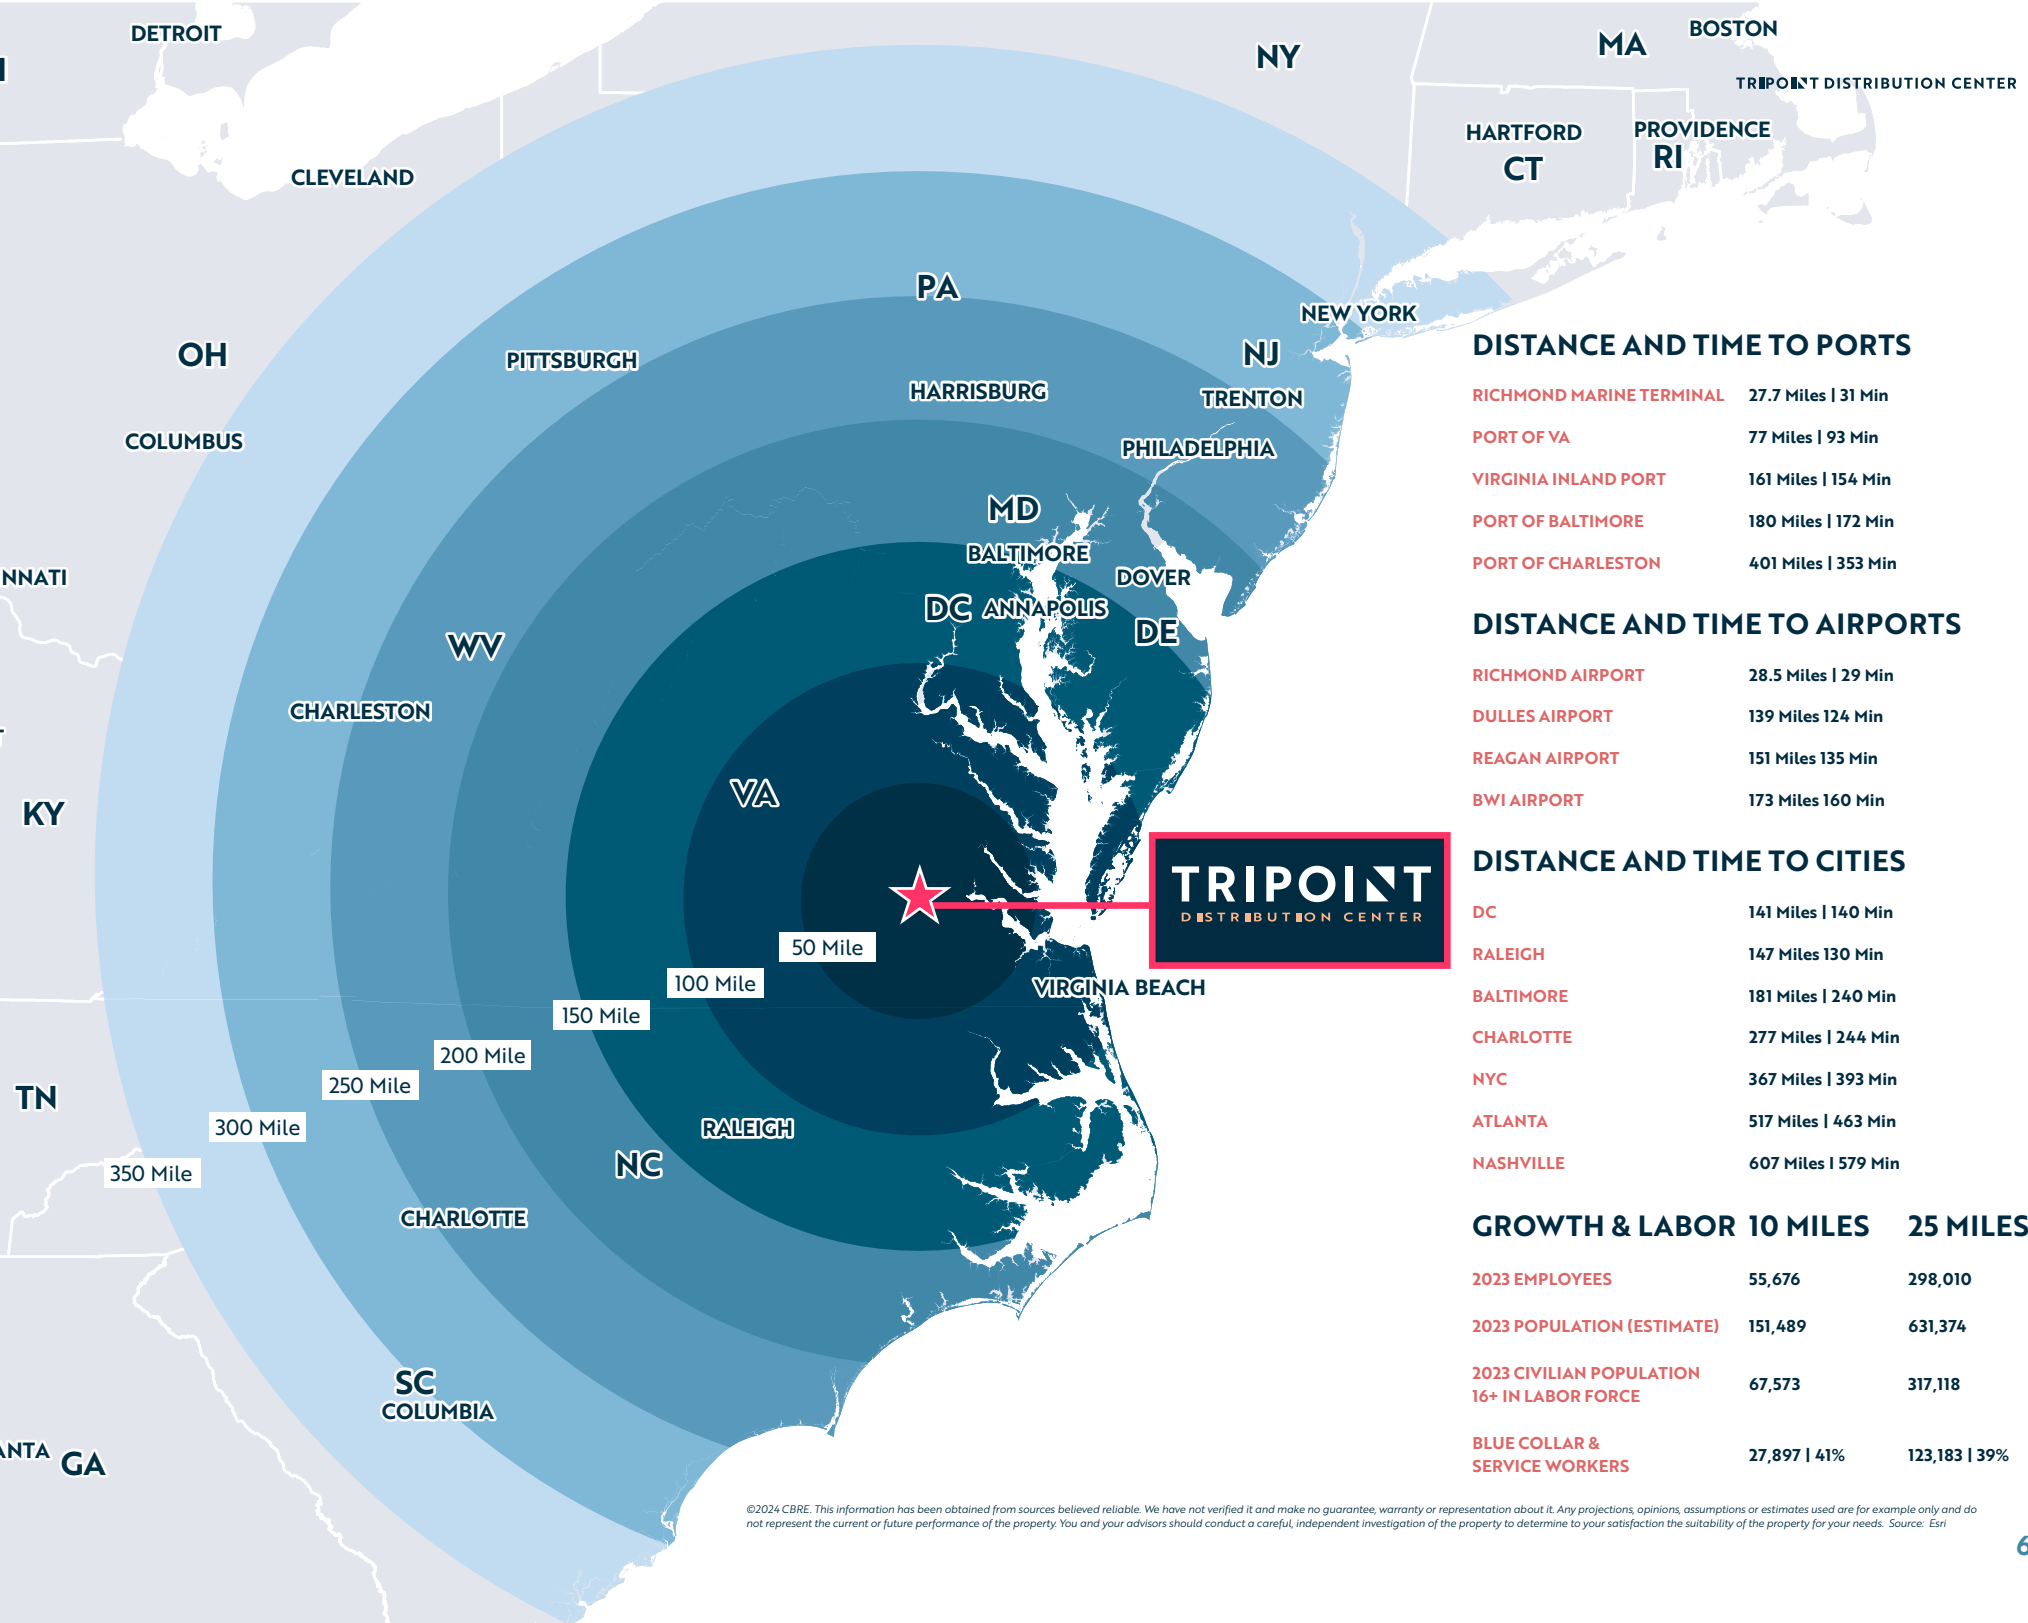 DETROIT
NY
MA
BOSTON
TRIPOINT DISTRIBUTION CENTER
HARTFORD
CT
PROVIDENCE
RI
CLEVELAND
PA
NEW YORK
OH
PITTSBURGH
NJ
HARRISBURG
TRENTON
COLUMBUS
PHILADELPHIA
MD
BALTIMORE
NNATI
DOVER
DC
ANNAPOLIS
DE
WV
CHARLESTON
VA
KY
TRIPOINT
DISTRIBUTION CENTER
50 Mile
100 Mile
VIRGINIA BEACH
150 Mile
200 Mile
250 Mile
TN
300 Mile
RALEIGH
NC
350 Mile
CHARLOTTE
SC
COLUMBIA
ANTA
GA
DISTANCE AND TIME TO PORTS
RICHMOND MARINE TERMINAL 27.7 Miles | 31 Min
PORT OF VA 77 Miles | 93 Min
VIRGINIA INLAND PORT 161 Miles | 154 Min
PORT OF BALTIMORE 180 Miles | 172 Min
PORT OF CHARLESTON 401 Miles | 353 Min
DISTANCE AND TIME TO AIRPORTS
RICHMOND AIRPORT 28.5 Miles | 29 Min
DULLES AIRPORT 139 Miles 124 Min
REAGAN AIRPORT 151 Miles 135 Min
BWI AIRPORT 173 Miles 160 Min
DISTANCE AND TIME TO CITIES
DC 141 Miles | 140 Min
RALEIGH 147 Miles 130 Min
BALTIMORE 181 Miles | 240 Min
CHARLOTTE 277 Miles | 244 Min
NYC 367 Miles | 393 Min
ATLANTA 517 Miles | 463 Min
NASHVILLE 607 Miles I 579 Min
GROWTH & LABOR 10 MILES 25 MILES
2023 EMPLOYEES 55,676 298,010
2023 POPULATION (ESTIMATE) 151,489 631,374
2023 CIVILIAN POPULATION
16+ IN LABOR FORCE 67,573 317,118
BLUE COLLAR &
SERVICE WORKERS 27,897 | 41% 123,183 | 39%
©2024 CBRE. This information has been obtained from sources believed reliable. We have not verified it and make no guarantee, warranty or representation about it. Any projections, opinions, assumptions or estimates used are for example only and do
not represent the current or future performance of the property. You and your advisors should conduct a careful, independent investigation of the property to determine to your satisfaction the suitability of the property for your needs. Source: Esri
6